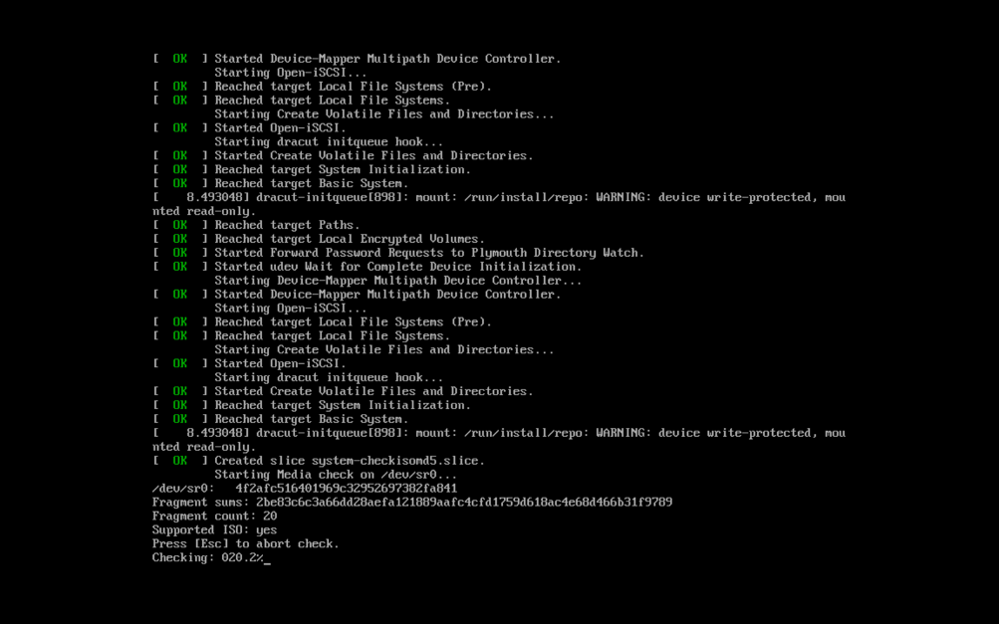 [  OK  ] Started Device-Mapper Multipath Device Controller.
         Starting Open-iSCSI...
[  OK  ] Reached target Local File Systems (Pre).
[  OK  ] Reached target Local File Systems.
         Starting Create Volatile Files and Directories...
[  OK  ] Started Open-iSCSI.
         Starting dracut initqueue hook...
[  OK  ] Started Create Volatile Files and Directories.
[  OK  ] Reached target System Initialization.
[  OK  ] Reached target Basic System.
[    8.493048] dracut-initqueue[898]: mount: /run/install/repo: WARNING: device write-protected, mou
nted read-only.
[  OK  ] Reached target Paths.
[  OK  ] Reached target Local Encrypted Volumes.
[  OK  ] Started Forward Password Requests to Plymouth Directory Watch.
[  OK  ] Started udev Wait for Complete Device Initialization.
         Starting Device-Mapper Multipath Device Controller...
[  OK  ] Started Device-Mapper Multipath Device Controller.
         Starting Open-iSCSI...
[  OK  ] Reached target Local File Systems (Pre).
[  OK  ] Reached target Local File Systems.
         Starting Create Volatile Files and Directories...
[  OK  ] Started Open-iSCSI.
         Starting dracut initqueue hook...
[  OK  ] Started Create Volatile Files and Directories.
[  OK  ] Reached target System Initialization.
[  OK  ] Reached target Basic System.
[    8.493048] dracut-initqueue[898]: mount: /run/install/repo: WARNING: device write-protected, mou
nted read-only.
[  OK  ] Created slice system-checkisomd5.slice.
         Starting Media check on /dev/sr0...
/dev/sr0:   4f2afc516401969c32952697382fa841
Fragment sums: 2be83c6c3a66dd28aefa121889aafc4cfd1759d618ac4e68d466b31f9789
Fragment count: 20
Supported ISO: yes
Press [Esc] to abort check.
Checking: 020.2%_